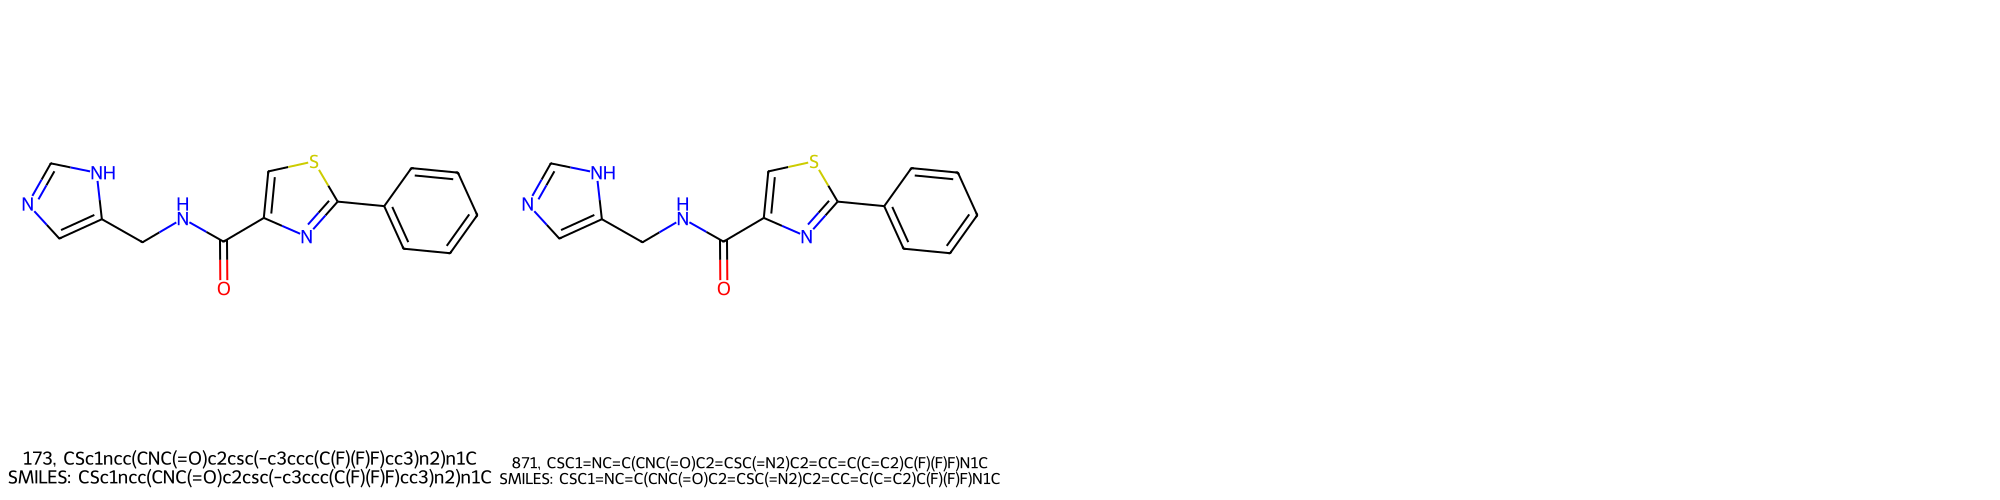 N
NH
H
N
O
S
N
N
NH
H
N
O
S
N
173, CSc1ncc(CNC(=O)c2csc(-c3ccc(C(F)(F)F)cc3)n2)n1C
SMILES: CSc1ncc(CNC(=O)c2csc(-c3ccc(C(F)(F)F)cc3)n2)n1C
871, CSC1=NC=C(CNC(=O)C2=CSC(=N2)C2=CC=C(C=C2)C(F)(F)F)N1C
SMILES: CSC1=NC=C(CNC(=O)C2=CSC(=N2)C2=CC=C(C=C2)C(F)(F)F)N1C